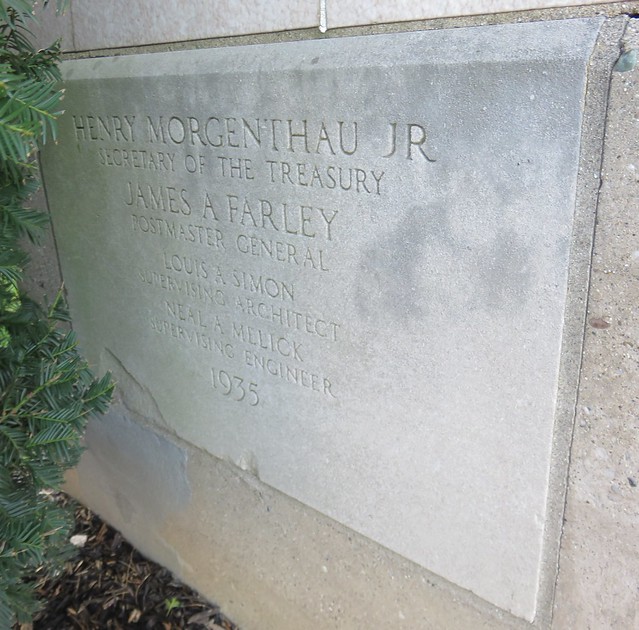 HENRY MORGENTHAU JR
SECRETARY OF THE TREASURY
JAMES A FARLEY
POSTMASTER GENERAL
LOUIS A SIMON
SUPERVISING ARCHITECT
NEAL A MELICK
SUPERVISING ENGINEER
1935